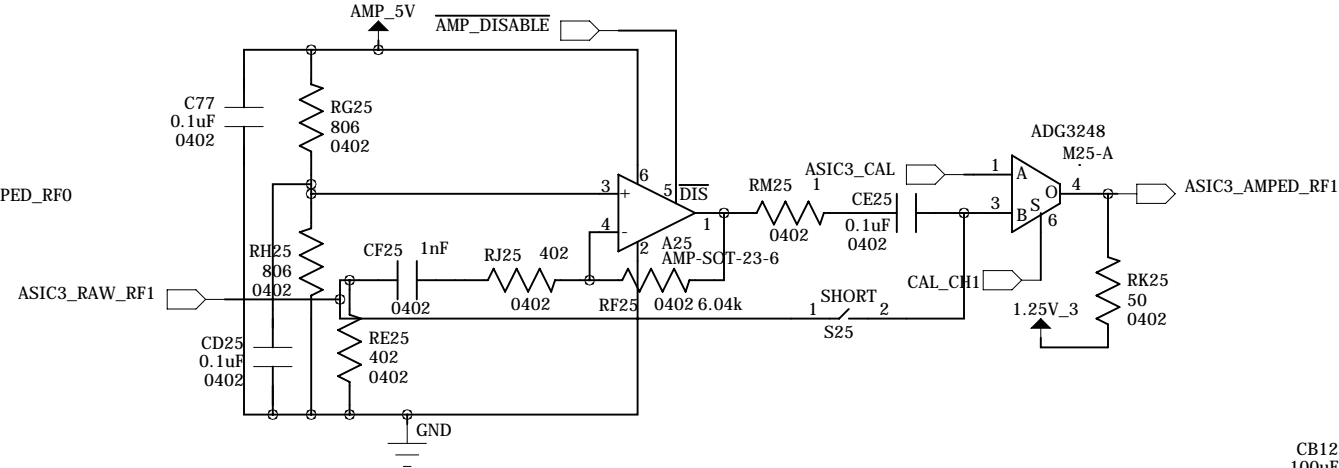 AMP_5V
AMP_DISABLE
C77
0.1uF
0402
RG25
806
0402
ADG3248
M25-A
PED_RF0
6
3
+
5
DIS
4
-
2
1
RM25
1
0402
ASIC3_CAL
CE25
0.1uF
0402
1
A
O
4
ASIC3_AMPED_RF1
3
B
S
6
RH25
806
0402
CF25
1nF
0402
RJ25
402
0402
A25
AMP-SOT-23-6
RF25
0402
6.04k
CAL_CH1
RK25
50
0402
ASIC3_RAW_RF1
SHORT
1
2
S25
1.25V_3
CD25
0.1uF
0402
RE25
402
0402
GND
CB12
100uF